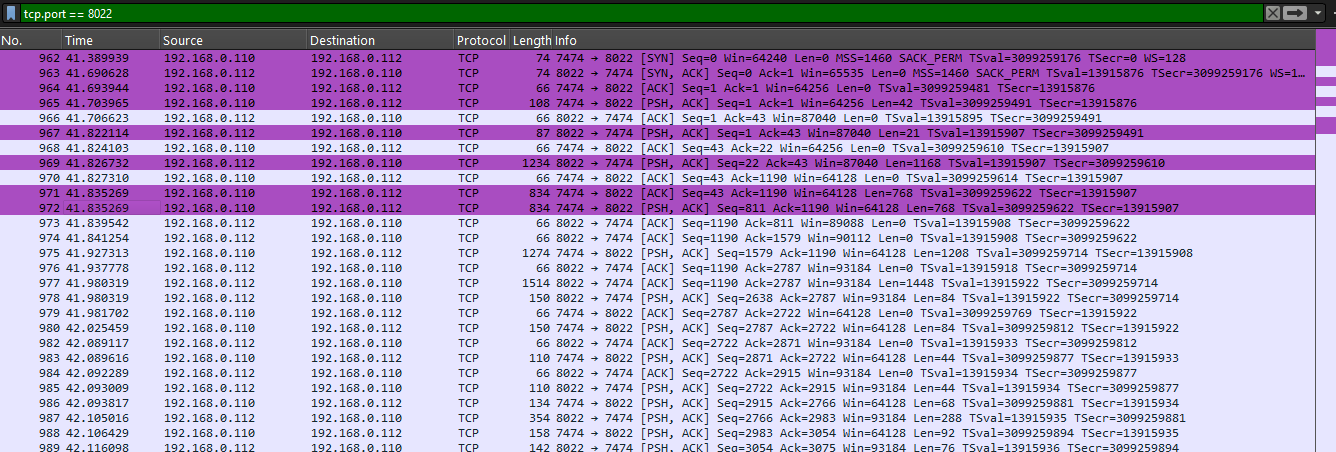 tcp.port == 8022
No. Time Source Destination Protocol Length Info
962 41.389939 192.168.0.110 192.168.0.112 TCP 74 7474 → 8022 [SYN] Seq=0 Win=64240 Len=0 MSS=1460 SACK_PERM TSval=3099259176 TSecr=0 WS=128
963 41.690628 192.168.0.112 192.168.0.110 TCP 74 8022 → 7474 [SYN, ACK] Seq=0 Ack=1 Win=65535 Len=0 MSS=1460 SACK_PERM TSval=13915876 TSecr=3099259176 WS=1…
964 41.693944 192.168.0.110 192.168.0.112 TCP 66 7474 → 8022 [ACK] Seq=1 Ack=1 Win=64256 Len=0 TSval=3099259481 TSecr=13915876
965 41.703965 192.168.0.110 192.168.0.112 TCP 108 7474 → 8022 [PSH, ACK] Seq=1 Ack=1 Win=64256 Len=42 TSval=3099259491 TSecr=13915876
966 41.706623 192.168.0.112 192.168.0.110 TCP 66 8022 → 7474 [ACK] Seq=1 Ack=43 Win=87040 Len=0 TSval=13915895 TSecr=3099259491
967 41.822114 192.168.0.112 192.168.0.110 TCP 87 8022 → 7474 [PSH, ACK] Seq=1 Ack=43 Win=87040 Len=21 TSval=13915907 TSecr=3099259491
968 41.824103 192.168.0.110 192.168.0.112 TCP 66 7474 → 8022 [ACK] Seq=43 Ack=22 Win=64256 Len=0 TSval=3099259610 TSecr=13915907
969 41.826732 192.168.0.112 192.168.0.110 TCP 1234 8022 → 7474 [PSH, ACK] Seq=22 Ack=43 Win=87040 Len=1168 TSval=13915907 TSecr=3099259610
970 41.827310 192.168.0.110 192.168.0.112 TCP 66 7474 → 8022 [ACK] Seq=43 Ack=1190 Win=64128 Len=0 TSval=3099259614 TSecr=13915907
971 41.835269 192.168.0.110 192.168.0.112 TCP 834 7474 → 8022 [ACK] Seq=43 Ack=1190 Win=64128 Len=768 TSval=3099259622 TSecr=13915907
972 41.835269 192.168.0.110 192.168.0.112 TCP 834 7474 → 8022 [PSH, ACK] Seq=811 Ack=1190 Win=64128 Len=768 TSval=3099259622 TSecr=13915907
973 41.839542 192.168.0.112 192.168.0.110 TCP 66 8022 → 7474 [ACK] Seq=1190 Ack=811 Win=89088 Len=0 TSval=13915908 TSecr=3099259622
974 41.841254 192.168.0.112 192.168.0.110 TCP 66 8022 → 7474 [ACK] Seq=1190 Ack=1579 Win=90112 Len=0 TSval=13915908 TSecr=3099259622
975 41.927313 192.168.0.110 192.168.0.112 TCP 1274 7474 → 8022 [PSH, ACK] Seq=1579 Ack=1190 Win=64128 Len=1208 TSval=3099259714 TSecr=13915908
976 41.937778 192.168.0.112 192.168.0.110 TCP 66 8022 → 7474 [ACK] Seq=1190 Ack=2787 Win=93184 Len=0 TSval=13915918 TSecr=3099259714
977 41.980319 192.168.0.112 192.168.0.110 TCP 1514 8022 → 7474 [ACK] Seq=1190 Ack=2787 Win=93184 Len=1448 TSval=13915922 TSecr=3099259714
978 41.980319 192.168.0.112 192.168.0.110 TCP 150 8022 → 7474 [PSH, ACK] Seq=2638 Ack=2787 Win=93184 Len=84 TSval=13915922 TSecr=3099259714
979 41.981702 192.168.0.110 192.168.0.112 TCP 66 7474 → 8022 [ACK] Seq=2787 Ack=2722 Win=64128 Len=0 TSval=3099259769 TSecr=13915922
980 42.025459 192.168.0.110 192.168.0.112 TCP 150 7474 → 8022 [PSH, ACK] Seq=2787 Ack=2722 Win=64128 Len=84 TSval=3099259812 TSecr=13915922
982 42.089117 192.168.0.112 192.168.0.110 TCP 66 8022 → 7474 [ACK] Seq=2722 Ack=2871 Win=93184 Len=0 TSval=13915933 TSecr=3099259812
983 42.089616 192.168.0.110 192.168.0.112 TCP 110 7474 → 8022 [PSH, ACK] Seq=2871 Ack=2722 Win=64128 Len=44 TSval=3099259877 TSecr=13915933
984 42.092289 192.168.0.112 192.168.0.110 TCP 66 8022 → 7474 [ACK] Seq=2722 Ack=2915 Win=93184 Len=0 TSval=13915934 TSecr=3099259877
985 42.093009 192.168.0.112 192.168.0.110 TCP 110 8022 → 7474 [PSH, ACK] Seq=2722 Ack=2915 Win=93184 Len=44 TSval=13915934 TSecr=3099259877
986 42.093817 192.168.0.110 192.168.0.112 TCP 134 7474 → 8022 [PSH, ACK] Seq=2915 Ack=2766 Win=64128 Len=68 TSval=3099259881 TSecr=13915934
987 42.105016 192.168.0.112 192.168.0.110 TCP 354 8022 → 7474 [PSH, ACK] Seq=2766 Ack=2983 Win=93184 Len=288 TSval=13915935 TSecr=3099259881
988 42.106429 192.168.0.110 192.168.0.112 TCP 158 7474 → 8022 [PSH, ACK] Seq=2983 Ack=3054 Win=64128 Len=92 TSval=3099259894 TSecr=13915935
989 42.116098 192.168.0.112 192.168.0.110 TCP 142 8022 → 7474 [PSH, ACK] Seq=3054 Ack=3075 Win=93184 Len=76 TSval=13915936 TSecr=3099259894